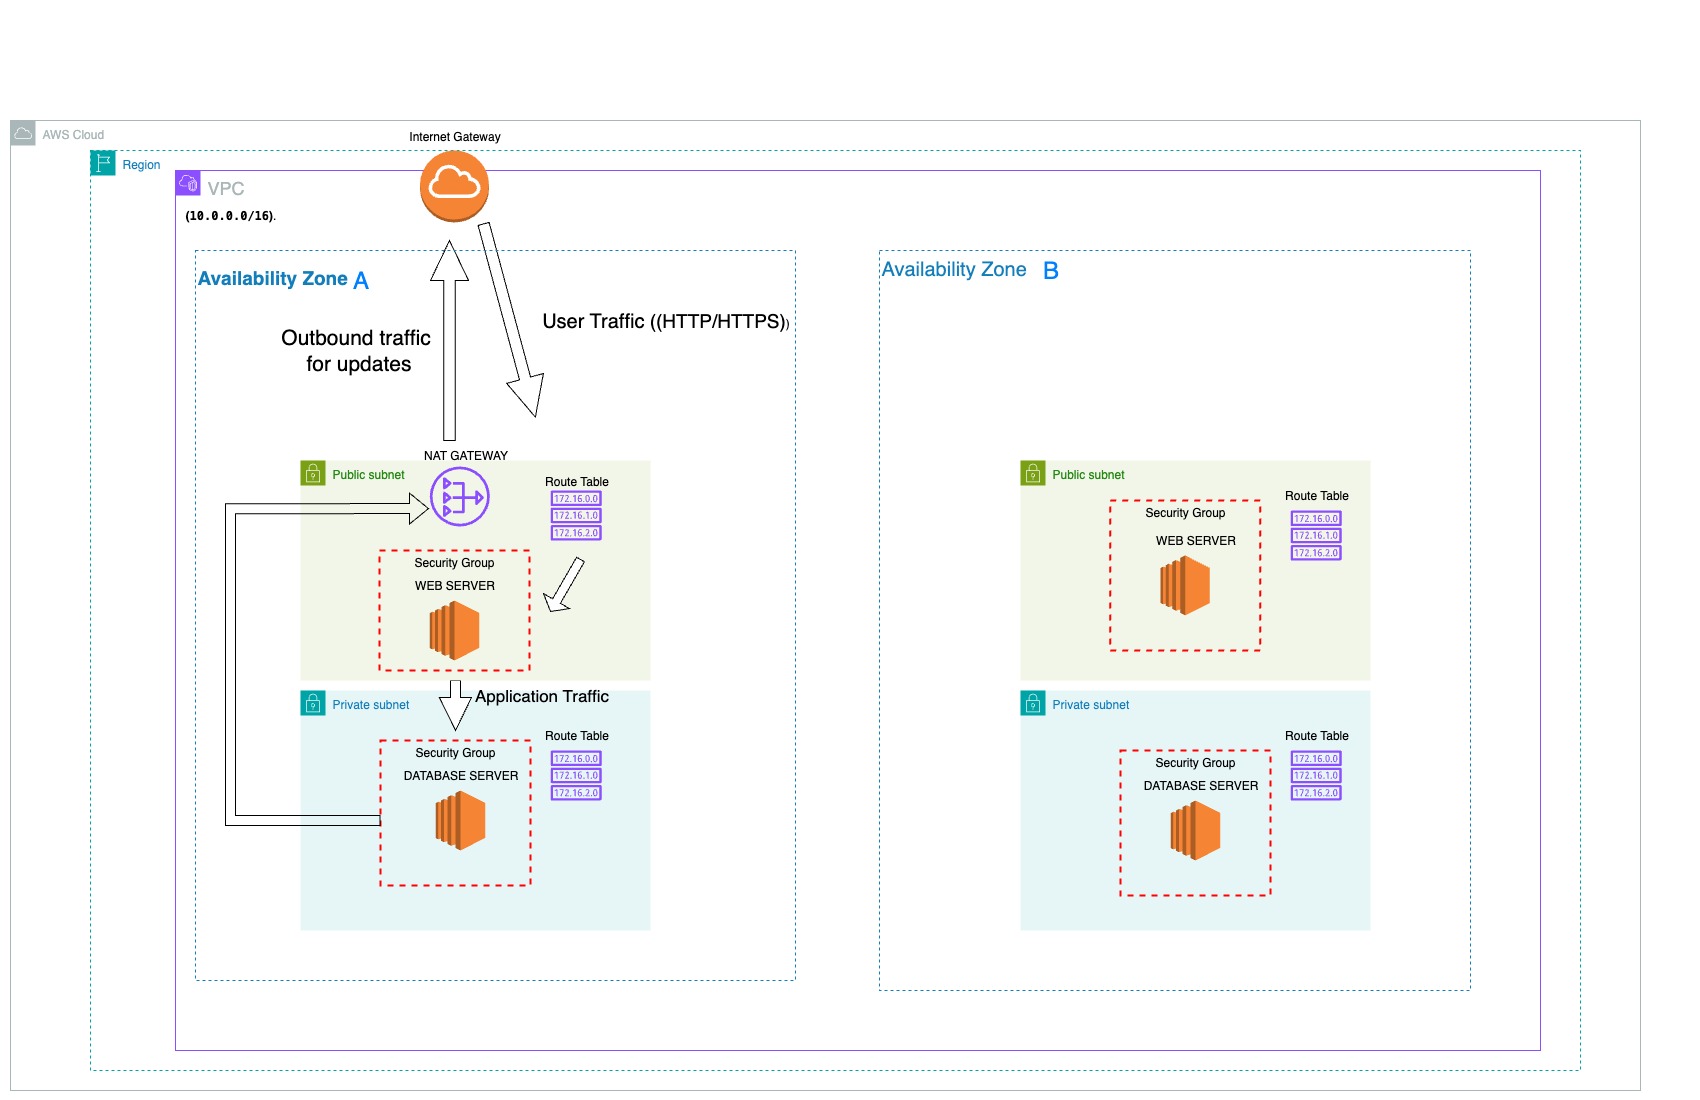 AWS Cloud
Internet Gateway
Region
VPC
(10.0.0.0/16).
Availability Zone A
Availability Zone B
Outbound traffic
for updates
User Traffic ((HTTP/HTTPS))
NAT GATEWAY
Public subnet
Route Table
172.16.0.0
172.16.1.0
172.16.2.0
Security Group
WEB SERVER
Application Traffic
Private subnet
Security Group
DATABASE SERVER
Route Table
172.16.0.0
172.16.1.0
172.16.2.0
Public subnet
Security Group
WEB SERVER
Route Table
172.16.0.0
172.16.1.0
172.16.2.0
Private subnet
Security Group
DATABASE SERVER
Route Table
172.16.0.0
172.16.1.0
172.16.2.0